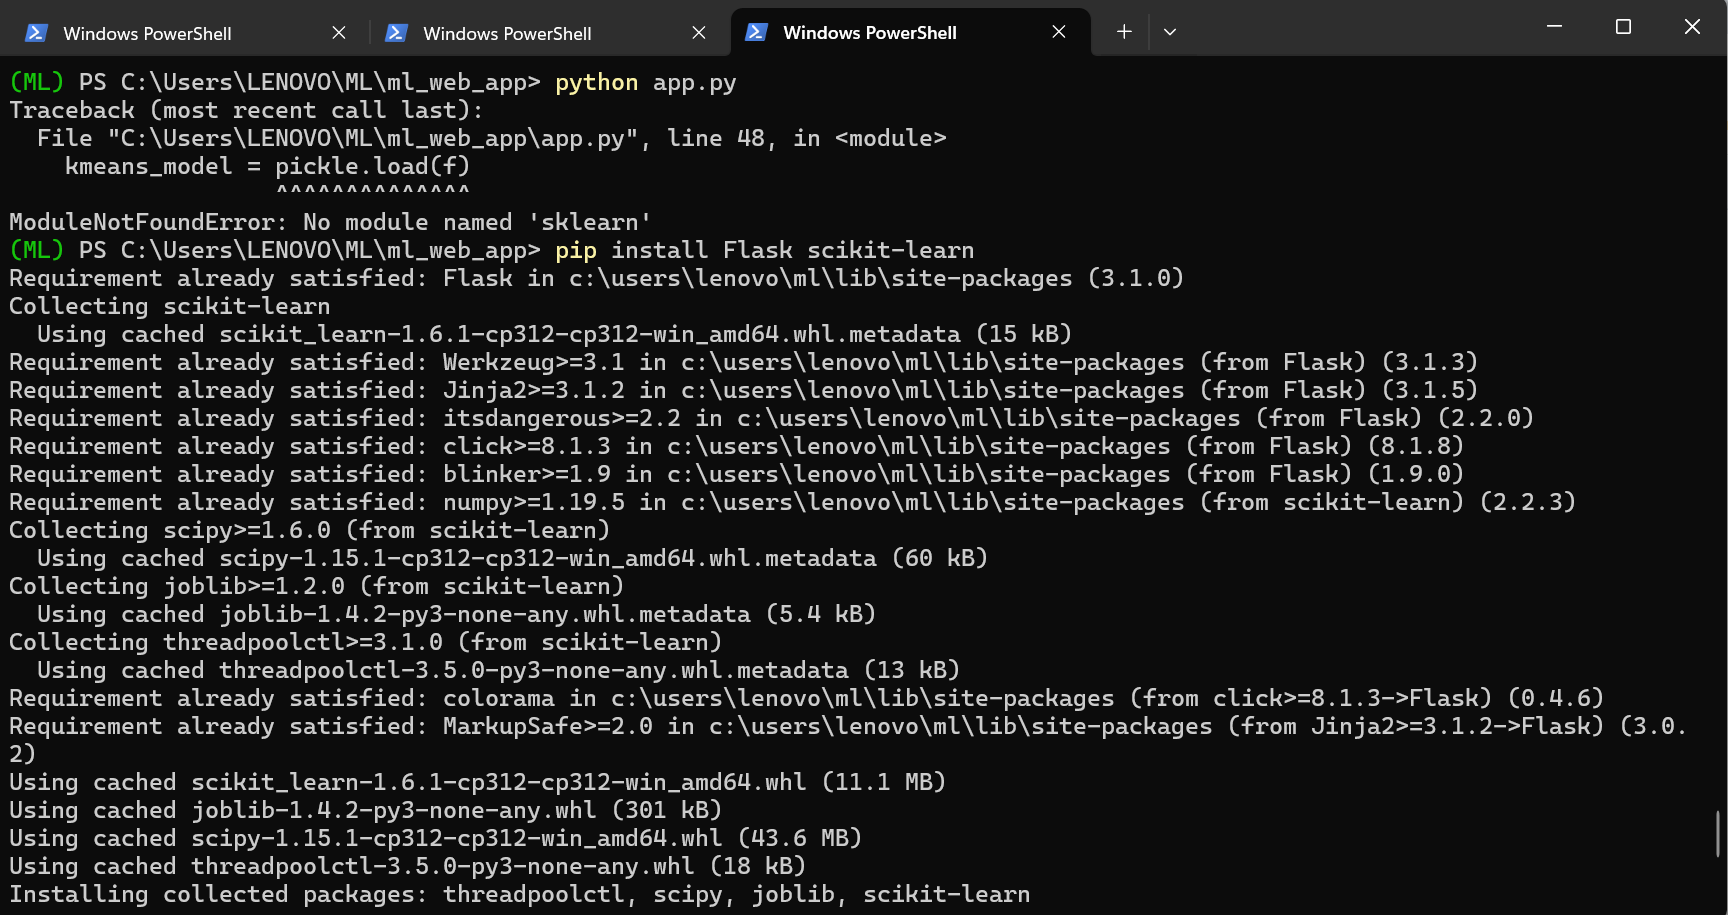 Windows PowerShell Windows PowerShell Windows PowerShell
(ML) PS C:\Users\LENOVO\ML\ml_web_app> python app.py
Traceback (most recent call last):
  File "C:\Users\LENOVO\ML\ml_web_app\app.py", line 48, in <module>
    kmeans_model = pickle.load(f)
                   ^^^^^^^^^^^^^^
ModuleNotFoundError: No module named 'sklearn'
(ML) PS C:\Users\LENOVO\ML\ml_web_app> pip install Flask scikit-learn
Requirement already satisfied: Flask in c:\users\lenovo\ml\lib\site-packages (3.1.0)
Collecting scikit-learn
  Using cached scikit_learn-1.6.1-cp312-cp312-win_amd64.whl.metadata (15 kB)
Requirement already satisfied: Werkzeug>=3.1 in c:\users\lenovo\ml\lib\site-packages (from Flask) (3.1.3)
Requirement already satisfied: Jinja2>=3.1.2 in c:\users\lenovo\ml\lib\site-packages (from Flask) (3.1.5)
Requirement already satisfied: itsdangerous>=2.2 in c:\users\lenovo\ml\lib\site-packages (from Flask) (2.2.0)
Requirement already satisfied: click>=8.1.3 in c:\users\lenovo\ml\lib\site-packages (from Flask) (8.1.8)
Requirement already satisfied: blinker>=1.9 in c:\users\lenovo\ml\lib\site-packages (from Flask) (1.9.0)
Requirement already satisfied: numpy>=1.19.5 in c:\users\lenovo\ml\lib\site-packages (from scikit-learn) (2.2.3)
Collecting scipy>=1.6.0 (from scikit-learn)
  Using cached scipy-1.15.1-cp312-cp312-win_amd64.whl.metadata (60 kB)
Collecting joblib>=1.2.0 (from scikit-learn)
  Using cached joblib-1.4.2-py3-none-any.whl.metadata (5.4 kB)
Collecting threadpoolctl>=3.1.0 (from scikit-learn)
  Using cached threadpoolctl-3.5.0-py3-none-any.whl.metadata (13 kB)
Requirement already satisfied: colorama in c:\users\lenovo\ml\lib\site-packages (from click>=8.1.3->Flask) (0.4.6)
Requirement already satisfied: MarkupSafe>=2.0 in c:\users\lenovo\ml\lib\site-packages (from Jinja2>=3.1.2->Flask) (3.0.
2)
Using cached scikit_learn-1.6.1-cp312-cp312-win_amd64.whl (11.1 MB)
Using cached joblib-1.4.2-py3-none-any.whl (301 kB)
Using cached scipy-1.15.1-cp312-cp312-win_amd64.whl (43.6 MB)
Using cached threadpoolctl-3.5.0-py3-none-any.whl (18 kB)
Installing collected packages: threadpoolctl, scipy, joblib, scikit-learn